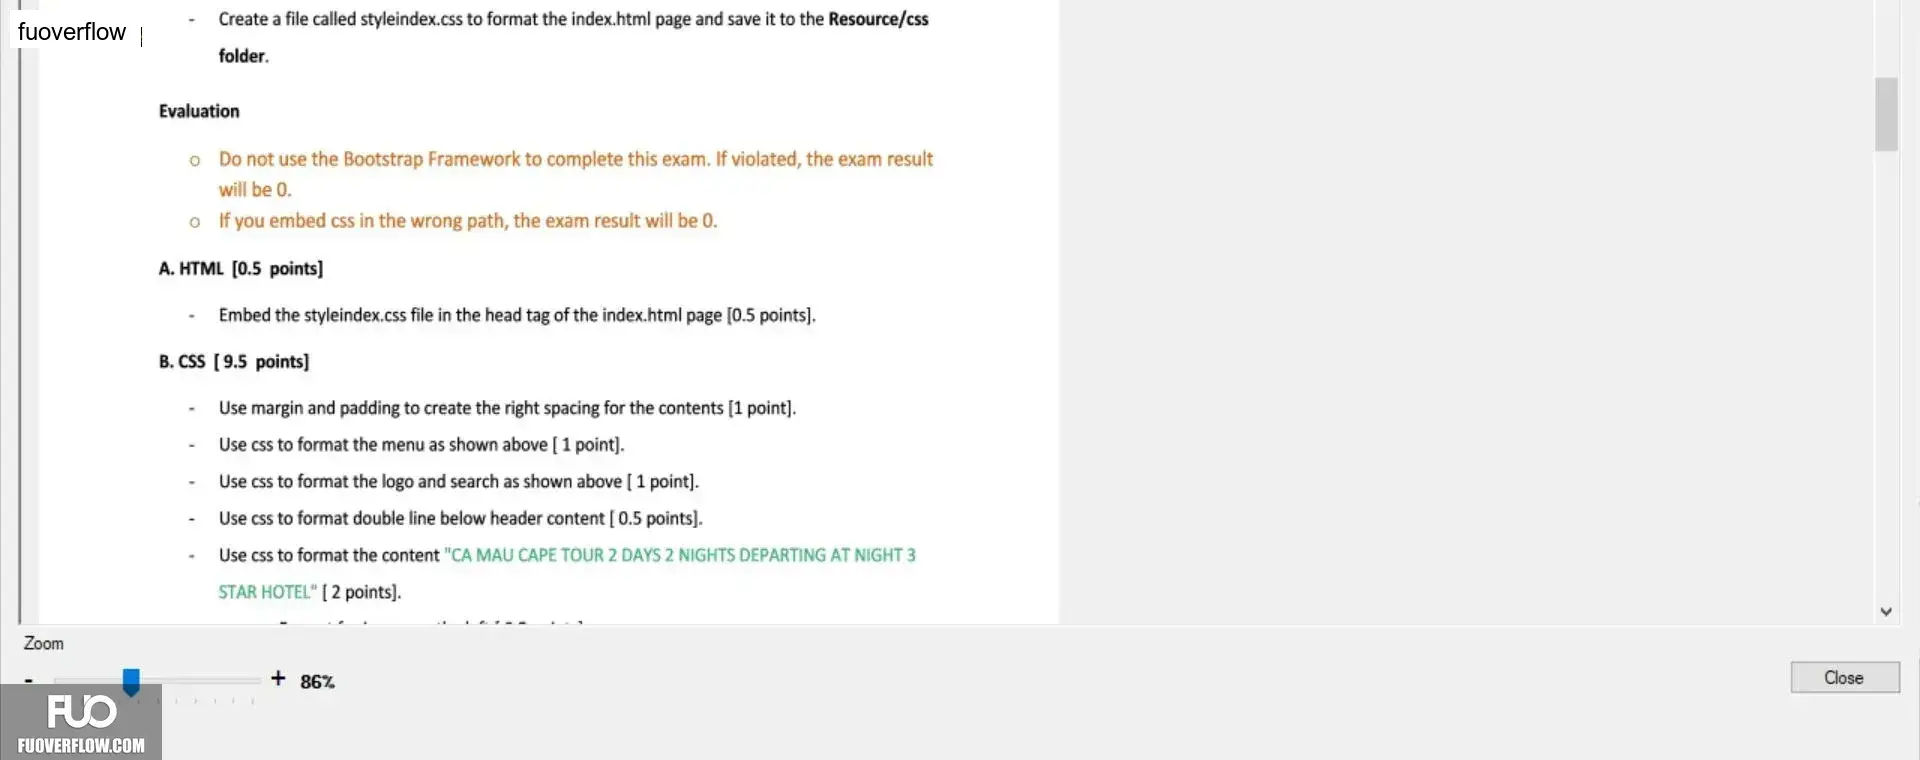 - Create a file called styleindex.css to format the index.html page and save it to the Resource/css
fuoverflow
folder.
Evaluation
o Do not use the Bootstrap Framework to complete this exam. If violated, the exam result
will be 0.
o If you embed css in the wrong path, the exam result will be 0.
A. HTML [0.5 points]
- Embed the styleindex.css file in the head tag of the index.html page [0.5 points].
B. CSS [ 9.5 points]
- Use margin and padding to create the right spacing for the contents [1 point].
- Use css to format the menu as shown above [ 1 point].
- Use css to format the logo and search as shown above [ 1 point].
- Use css to format double line below header content [ 0.5 points].
- Use css to format the content "CA MAU CAPE TOUR 2 DAYS 2 NIGHTS DEPARTING AT NIGHT 3
STAR HOTEL" [ 2 points].
Zoom
- + 86%
Close
FUO
FUOVERFLOW.COM